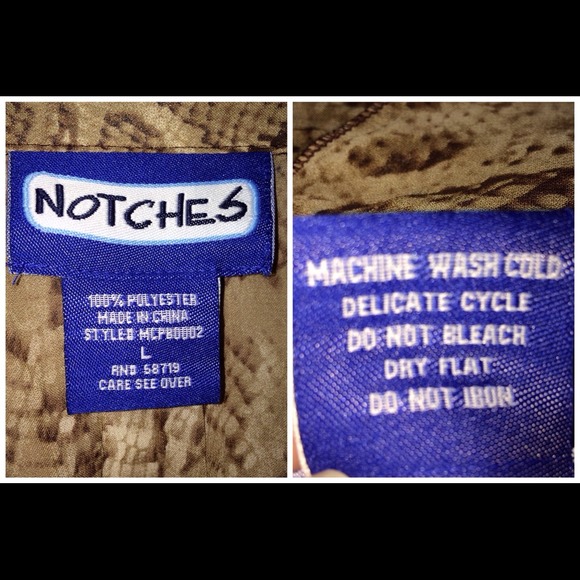 NOTCHES
100% POLYESTER
MADE IN CHINA
STYLE# MCPB0002
L
RN# 58719
CARE SEE OVER
MACHINE WASH COLD
DELICATE CYCLE
DO NOT BLEACH
DRY FLAT
DO NOT IRON